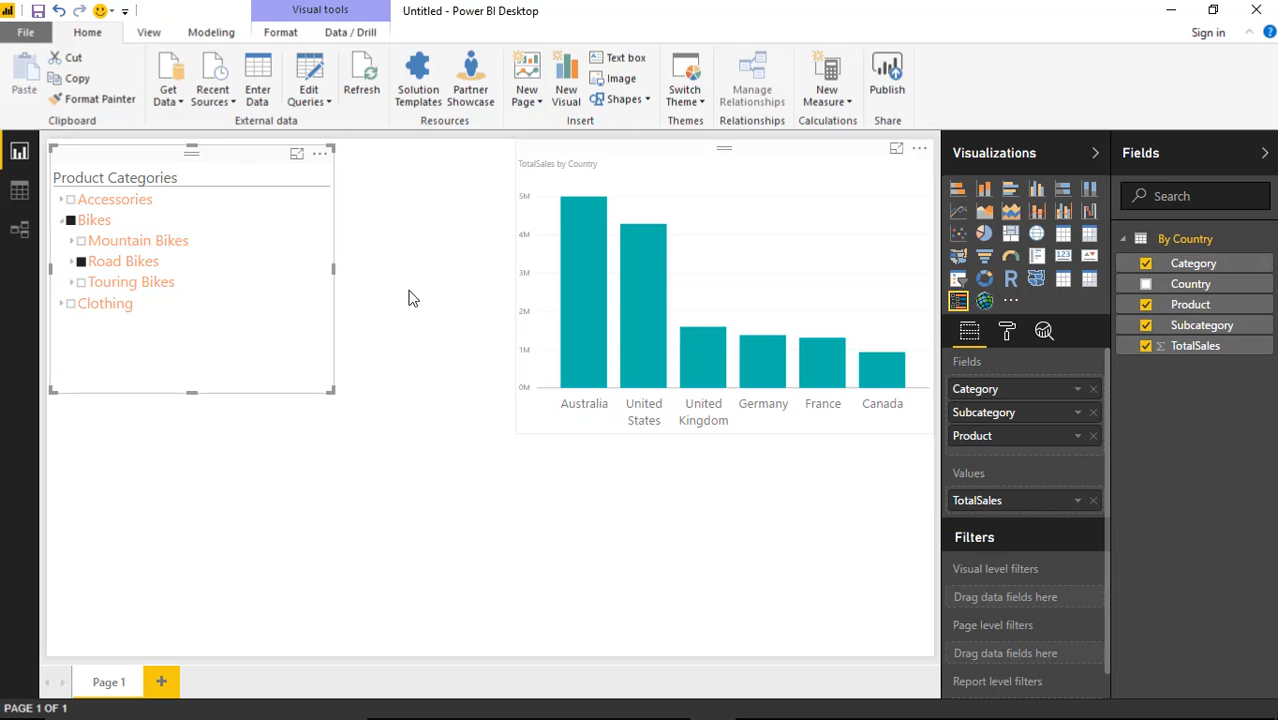 Visual tools
Untitled - Power BI Desktop
File
Home
View
Modeling
Format
Data / Drill
Sign in
Paste
Cut
Copy
Format Painter
Clipboard
Get
Data
Recent
Sources
Enter
Data
Edit
Queries
Refresh
External data
Solution
Templates
Partner
Showcase
Resources
New
Page
New
Visual
Text box
Image
Shapes
Insert
Switch
Theme
Themes
Manage
Relationships
Relationships
New
Measure
Calculations
Publish
Share
Product Categories
Accessories
Bikes
Mountain Bikes
Road Bikes
Touring Bikes
Clothing
TotalSales by Country
5M
4M
3M
2M
1M
0M
Australia
United
States
United
Kingdom
Germany
France
Canada
Visualizations
123
R
Fields
Category
Subcategory
Product
Values
TotalSales
Filters
Visual level filters
Drag data fields here
Page level filters
Drag data fields here
Report level filters
Fields
Search
By Country
Category
Country
Product
Subcategory
Σ TotalSales
Page 1
PAGE 1 OF 1